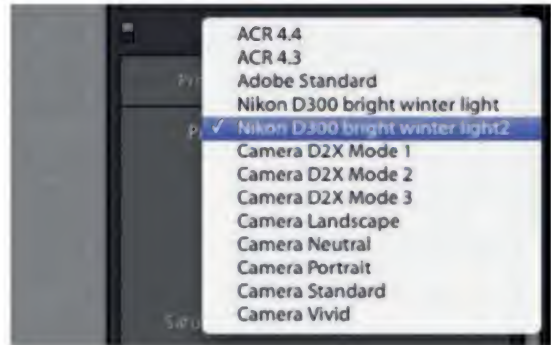 ACR 4.4
ACR 4.3
Adobe Standard
Nikon D300 bright winter light
✓ Nikon D300 bright winter light2
Camera D2X Mode 1
Camera D2X Mode 2
Camera D2X Mode 3
Camera Landscape
Camera Neutral
Camera Portrait
Camera Standard
Camera Vivid